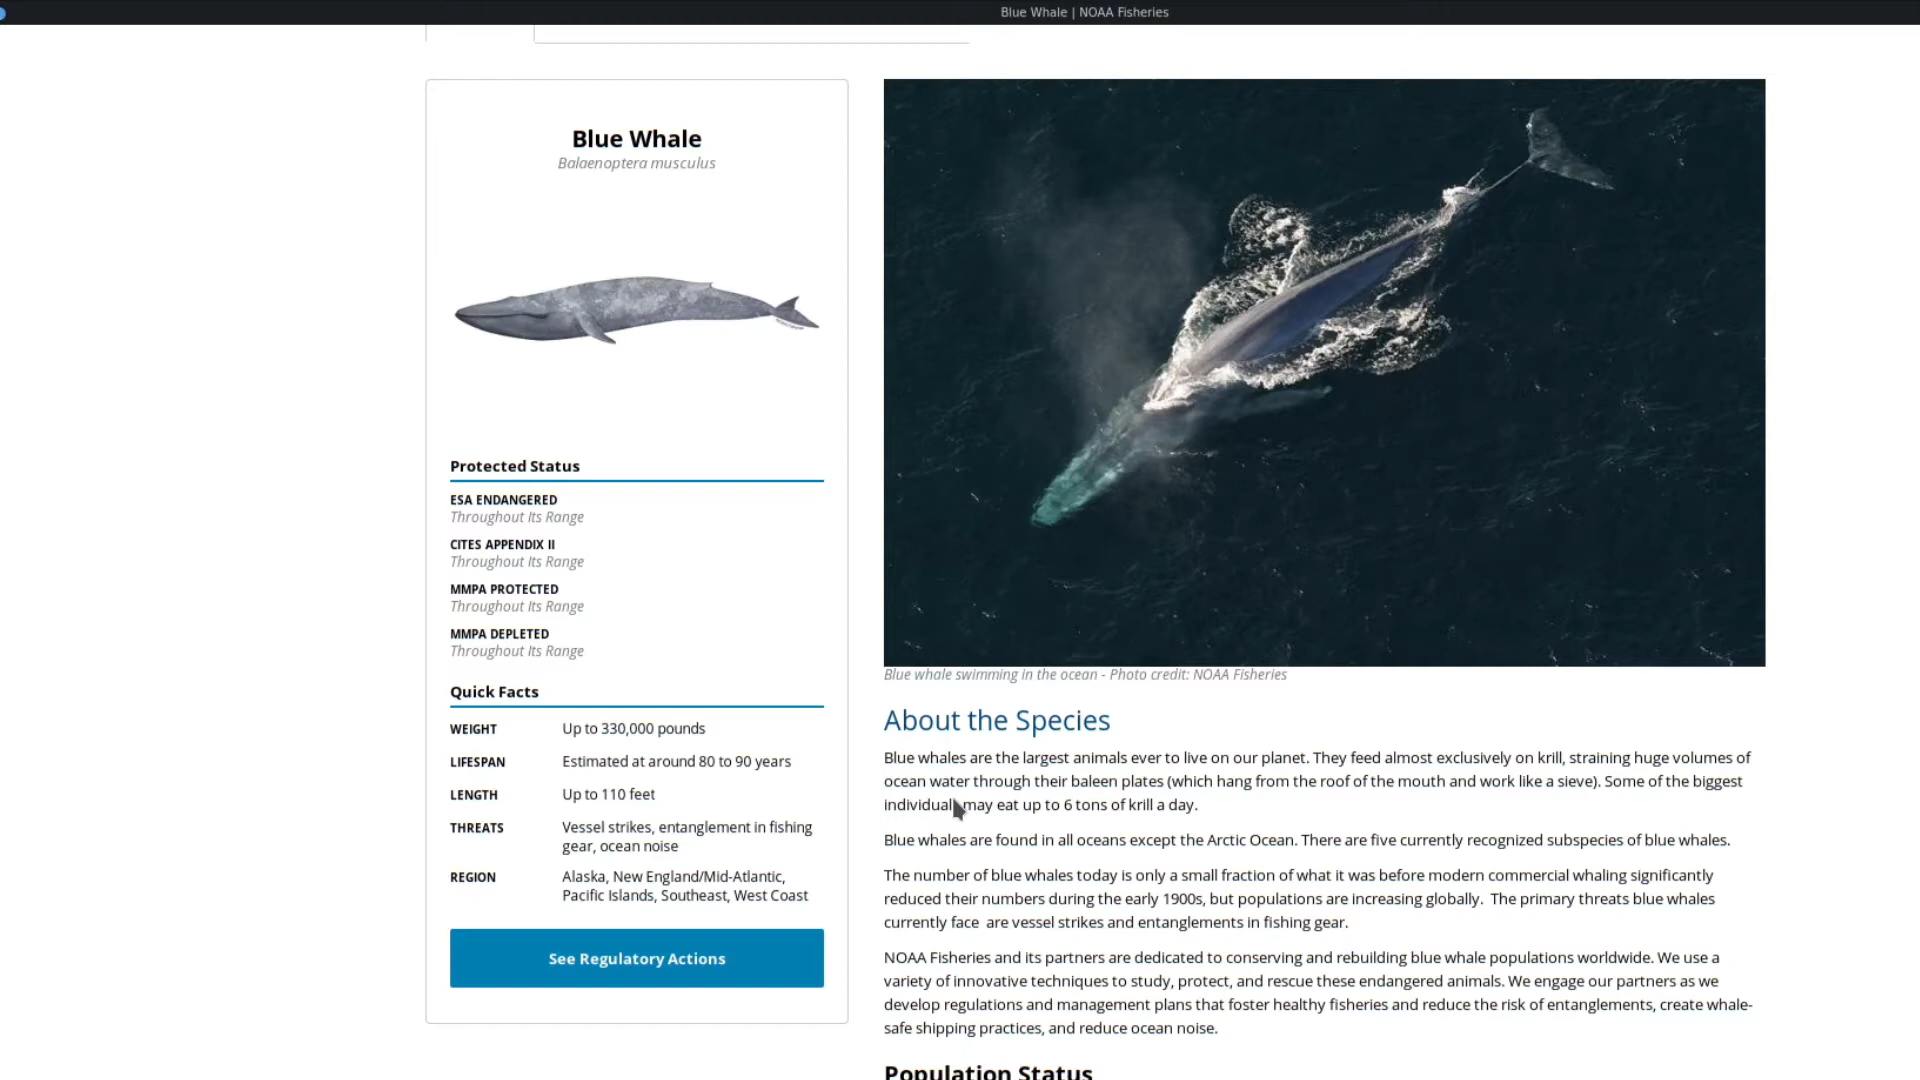 Blue Whale | NOAA Fisheries
Blue Whale
Balaenoptera musculus
Protected Status
ESA ENDANGERED
Throughout Its Range
CITES APPENDIX II
Throughout Its Range
MMPA PROTECTED
Throughout Its Range
MMPA DEPLETED
Throughout Its Range
Quick Facts
WEIGHT Up to 330,000 pounds
LIFESPAN Estimated at around 80 to 90 years
LENGTH Up to 110 feet
THREATS Vessel strikes, entanglement in fishing
gear, ocean noise
REGION Alaska, New England/Mid-Atlantic,
Pacific Islands, Southeast, West Coast
See Regulatory Actions
Blue whale swimming in the ocean - Photo credit: NOAA Fisheries
About the Species
Blue whales are the largest animals ever to live on our planet. They feed almost exclusively on krill, straining huge volumes of
ocean water through their baleen plates (which hang from the roof of the mouth and work like a sieve). Some of the biggest
individuals may eat up to 6 tons of krill a day.
Blue whales are found in all oceans except the Arctic Ocean. There are five currently recognized subspecies of blue whales.
The number of blue whales today is only a small fraction of what it was before modern commercial whaling significantly
reduced their numbers during the early 1900s, but populations are increasing globally.  The primary threats blue whales
currently face  are vessel strikes and entanglements in fishing gear.
NOAA Fisheries and its partners are dedicated to conserving and rebuilding blue whale populations worldwide. We use a
variety of innovative techniques to study, protect, and rescue these endangered animals. We engage our partners as we
develop regulations and management plans that foster healthy fisheries and reduce the risk of entanglements, create whale-
safe shipping practices, and reduce ocean noise.
Population Status